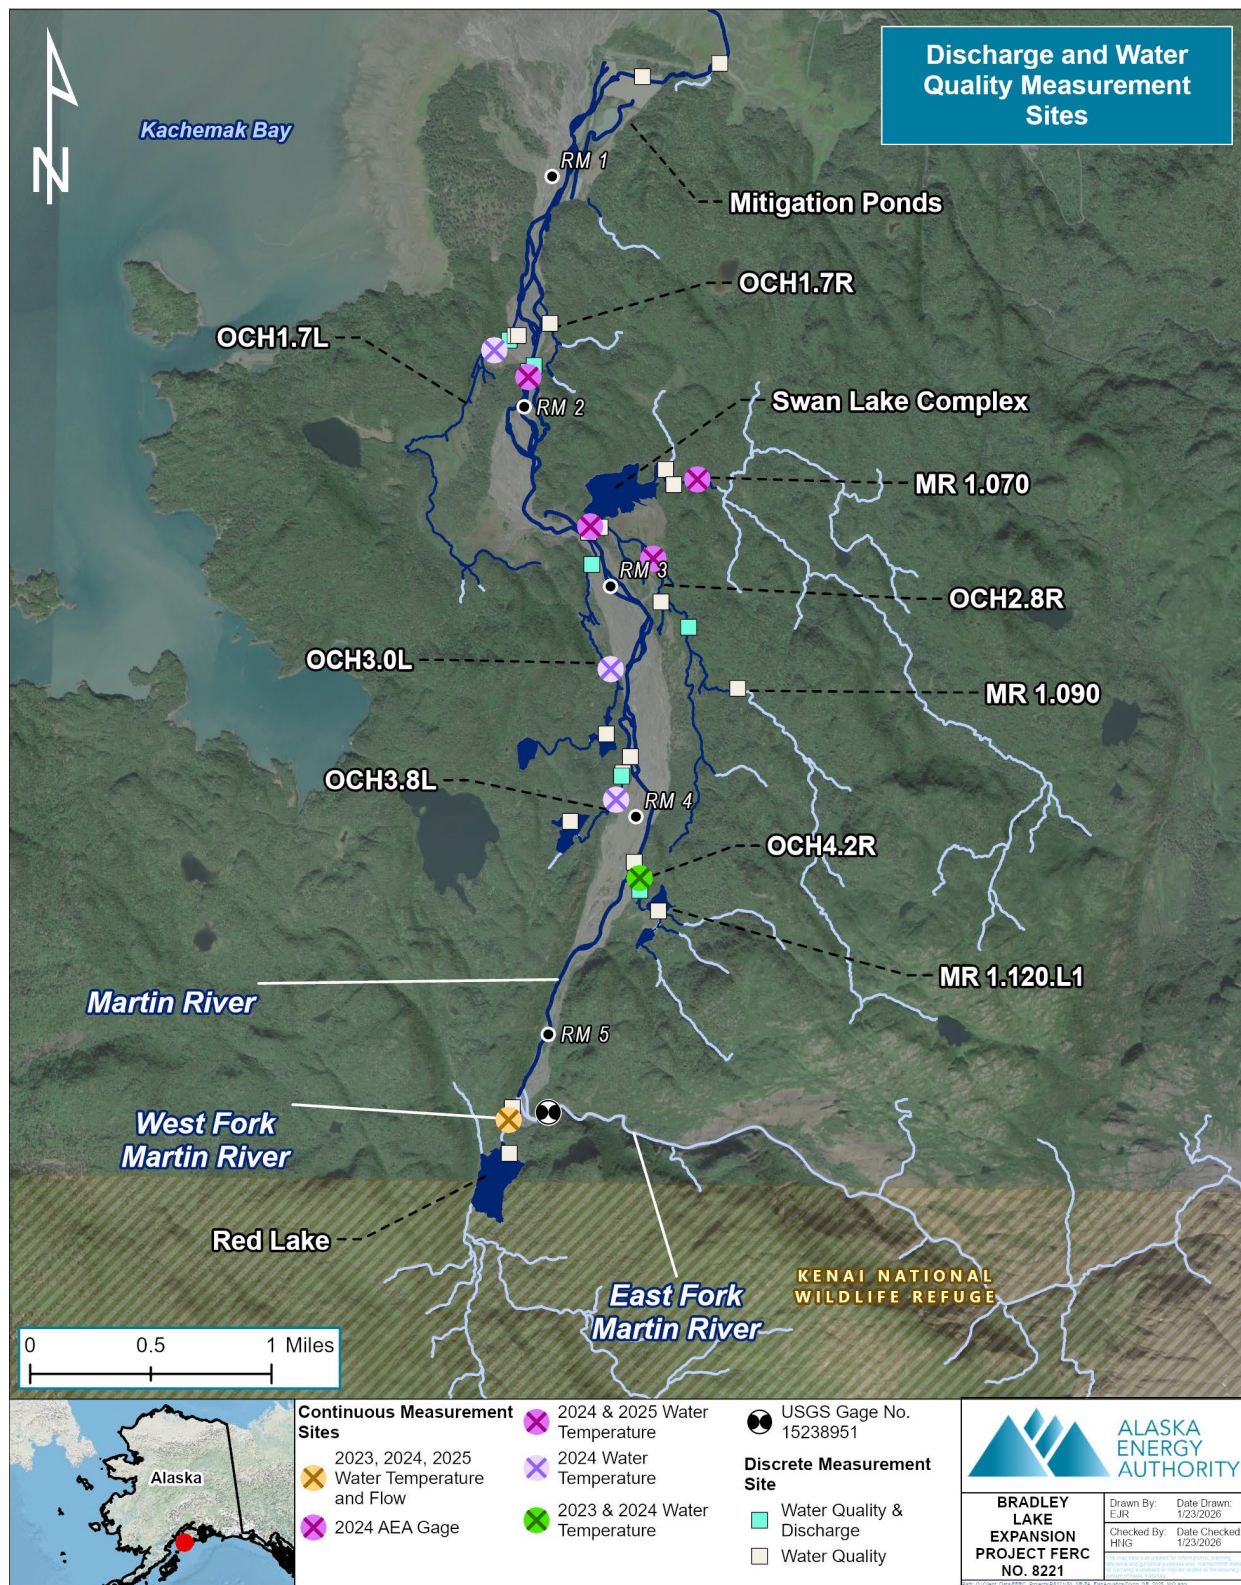 Discharge and Water
Quality Measurement
Sites
N
Kachemak Bay
RM 1
Mitigation Ponds
OCH1.7R
OCH1.7L
Swan Lake Complex
RM 2
MR 1.070
RM 3
OCH2.8R
OCH3.0L
MR 1.090
OCH3.8L
RM 4
OCH4.2R
MR 1.120.L1
Martin River
RM 5
West Fork
Martin River
Red Lake
KENAI NATIONAL
WILDLIFE REFUGE
East Fork
Martin River
0 0.5 1 Miles
Alaska
Continuous Measurement
Sites
2023, 2024, 2025
Water Temperature
and Flow
2024 AEA Gage
2024 & 2025 Water
Temperature
2024 Water
Temperature
2023 & 2024 Water
Temperature
USGS Gage No.
15238951
Discrete Measurement
Site
Water Quality &
Discharge
Water Quality
ALASKA
ENERGY
AUTHORITY
BRADLEY
LAKE
EXPANSION
PROJECT FERC
NO. 8221
Drawn By:
EJR
Date Drawn:
1/23/2026
Checked By:
HNG
Date Checked:
1/23/2026